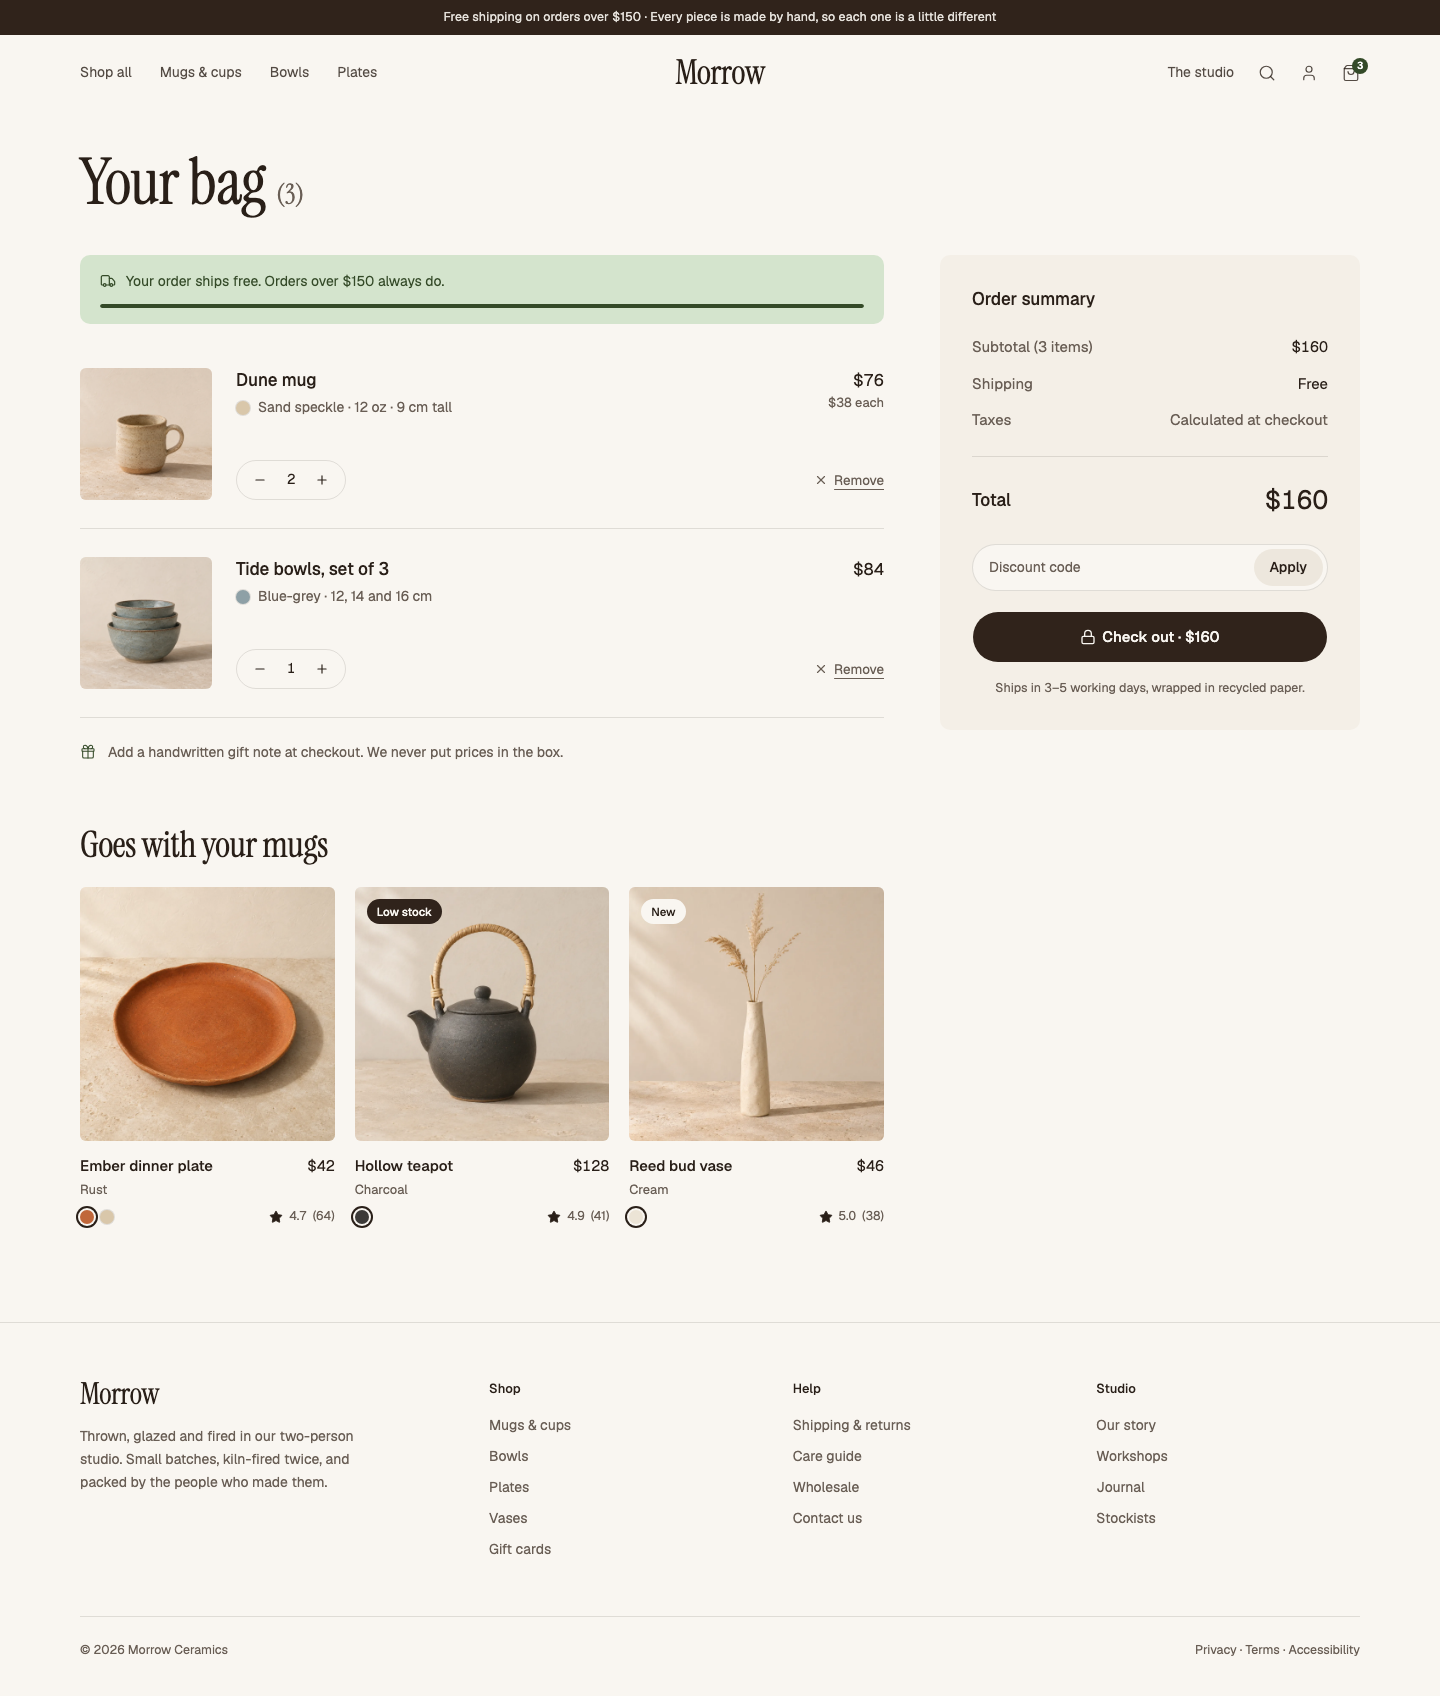 Free shipping on orders over $150 · Every piece is made by hand, so each one is a little different
Shop all
Mugs & cups
Bowls
Plates
Morrow
The studio
3
Your bag (3)
Your order ships free. Orders over $150 always do.
Dune mug
$76
Sand speckle · 12 oz · 9 cm tall
$38 each
2
Remove
Tide bowls, set of 3
$84
Blue-grey · 12, 14 and 16 cm
1
Remove
Add a handwritten gift note at checkout. We never put prices in the box.
Order summary
Subtotal (3 items)
$160
Shipping
Free
Taxes
Calculated at checkout
Total
$160
Discount code
Apply
Check out · $160
Ships in 3–5 working days, wrapped in recycled paper.
Goes with your mugs
Ember dinner plate
$42
Rust
4.7 (64)
Low stock
Hollow teapot
$128
Charcoal
4.9 (41)
New
Reed bud vase
$46
Cream
5.0 (38)
Morrow
Thrown, glazed and fired in our two-person
studio. Small batches, kiln-fired twice, and
packed by the people who made them.
Shop
Mugs & cups
Bowls
Plates
Vases
Gift cards
Help
Shipping & returns
Care guide
Wholesale
Contact us
Studio
Our story
Workshops
Journal
Stockists
© 2026 Morrow Ceramics
Privacy · Terms · Accessibility